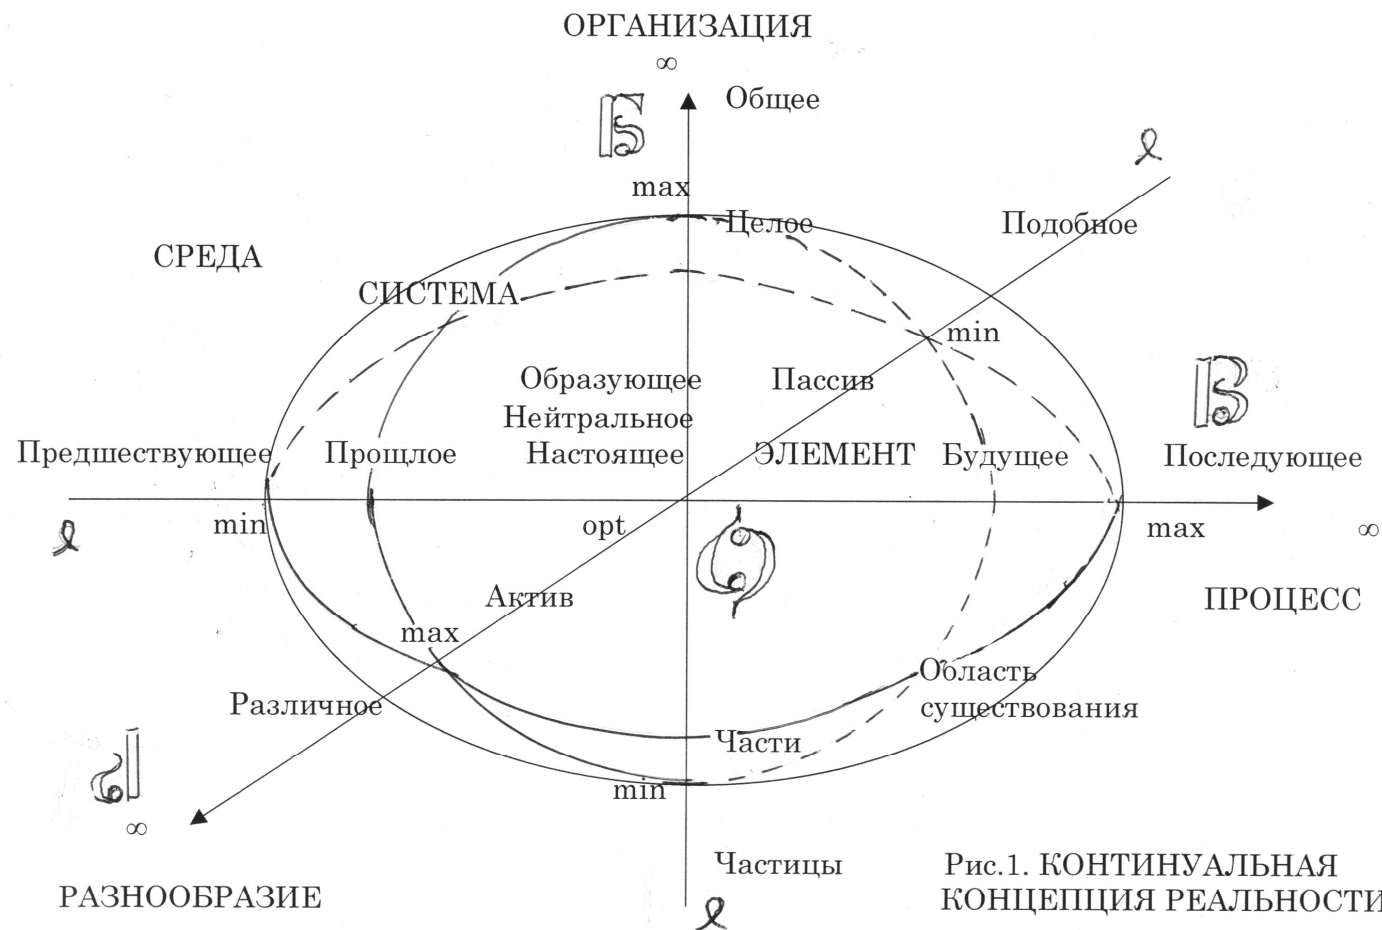 ОРГАНИЗАЦИЯ
∞
Общее
max
Целое
Подобное
СРЕДА
СИСТЕМА
min
Образующее
Пассив
Нейтральное
Предшествующее
Прощлое
Настоящее
ЭЛЕМЕНТ
Будущее
Последующее
min
opt
max
∞
Актив
ПРОЦЕСС
max
Область
существования
Различное
Части
min
∞
Частицы
РАЗНООБРАЗИЕ
Рис.1. КОНТИНУАЛЬНАЯ
КОНЦЕПЦИЯ РЕАЛЬНОСТИ